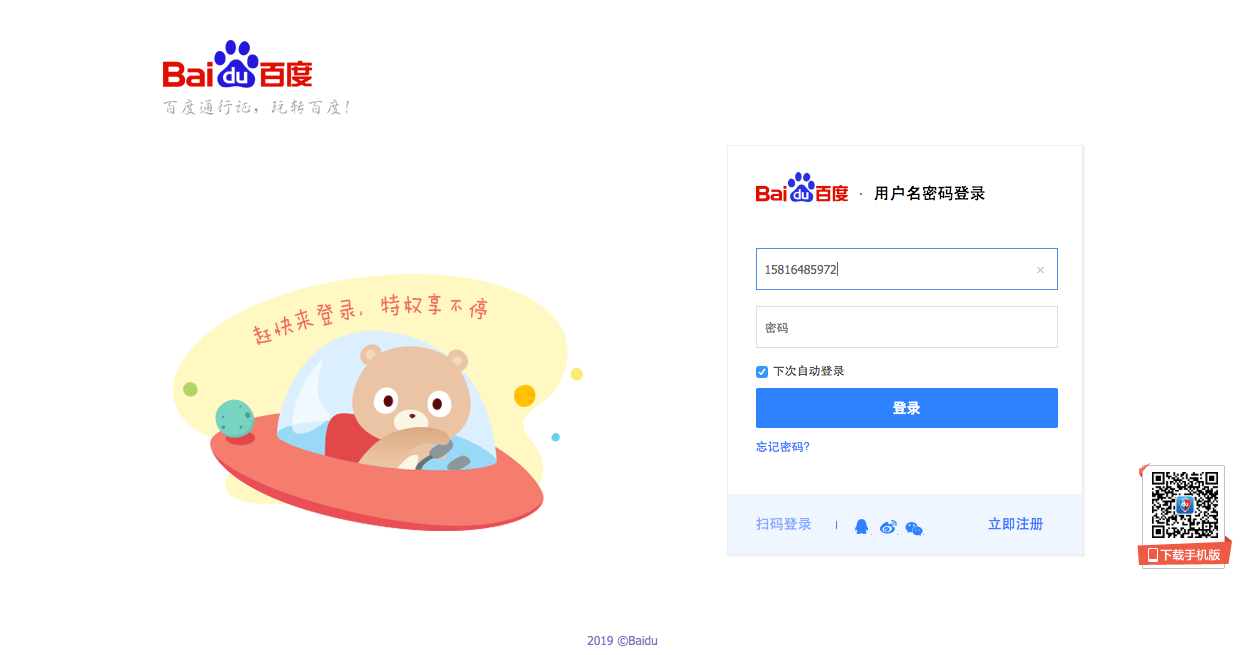 Bai du 百度
百度通行证，玩转百度!
Bai du 百度 · 用户名密码登录
15816485972
密码
赶快来登录，特权享不停
下次自动登录
登录
忘记密码?
扫码登录
立即注册
下载手机版
2019 ©Baidu